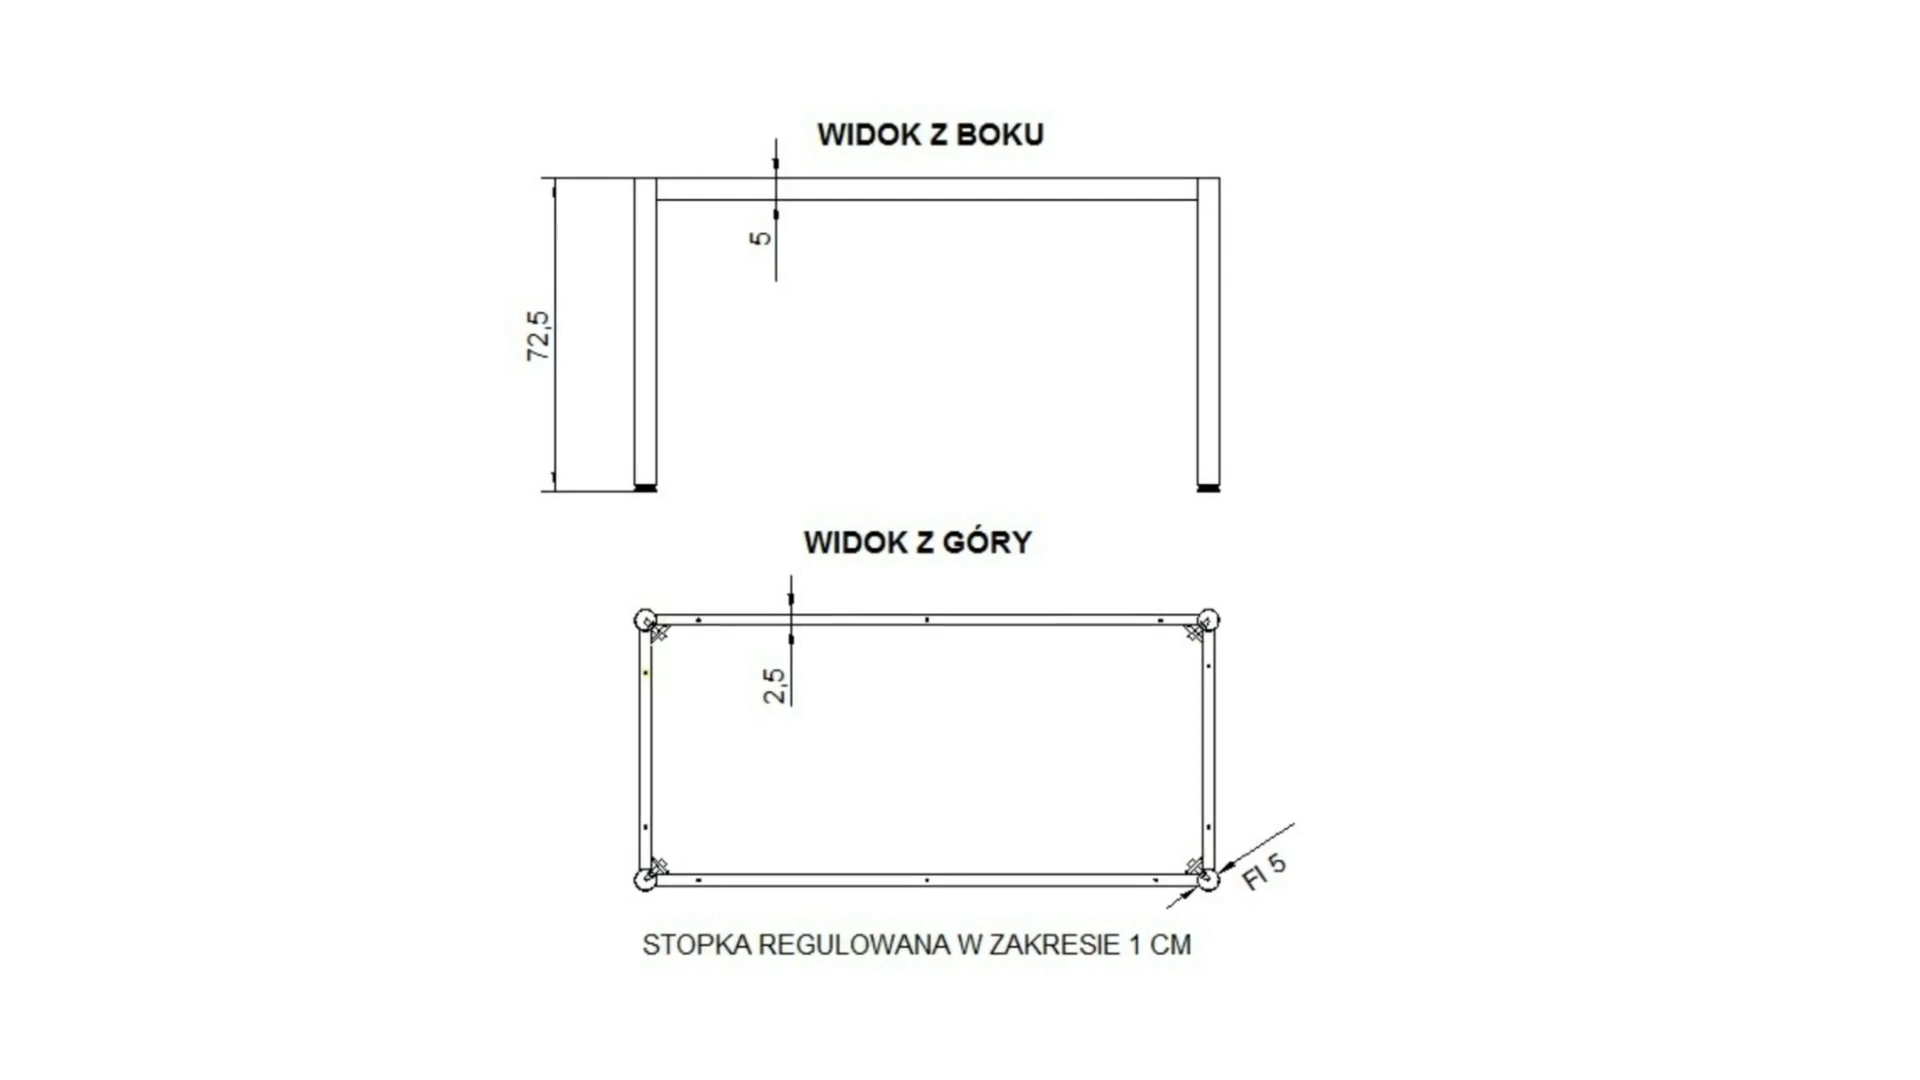 WIDOK Z BOKU
5
72,5
WIDOK Z GÓRY
2,5
FI 5
STOPKA REGULOWANA W ZAKRESIE 1 CM